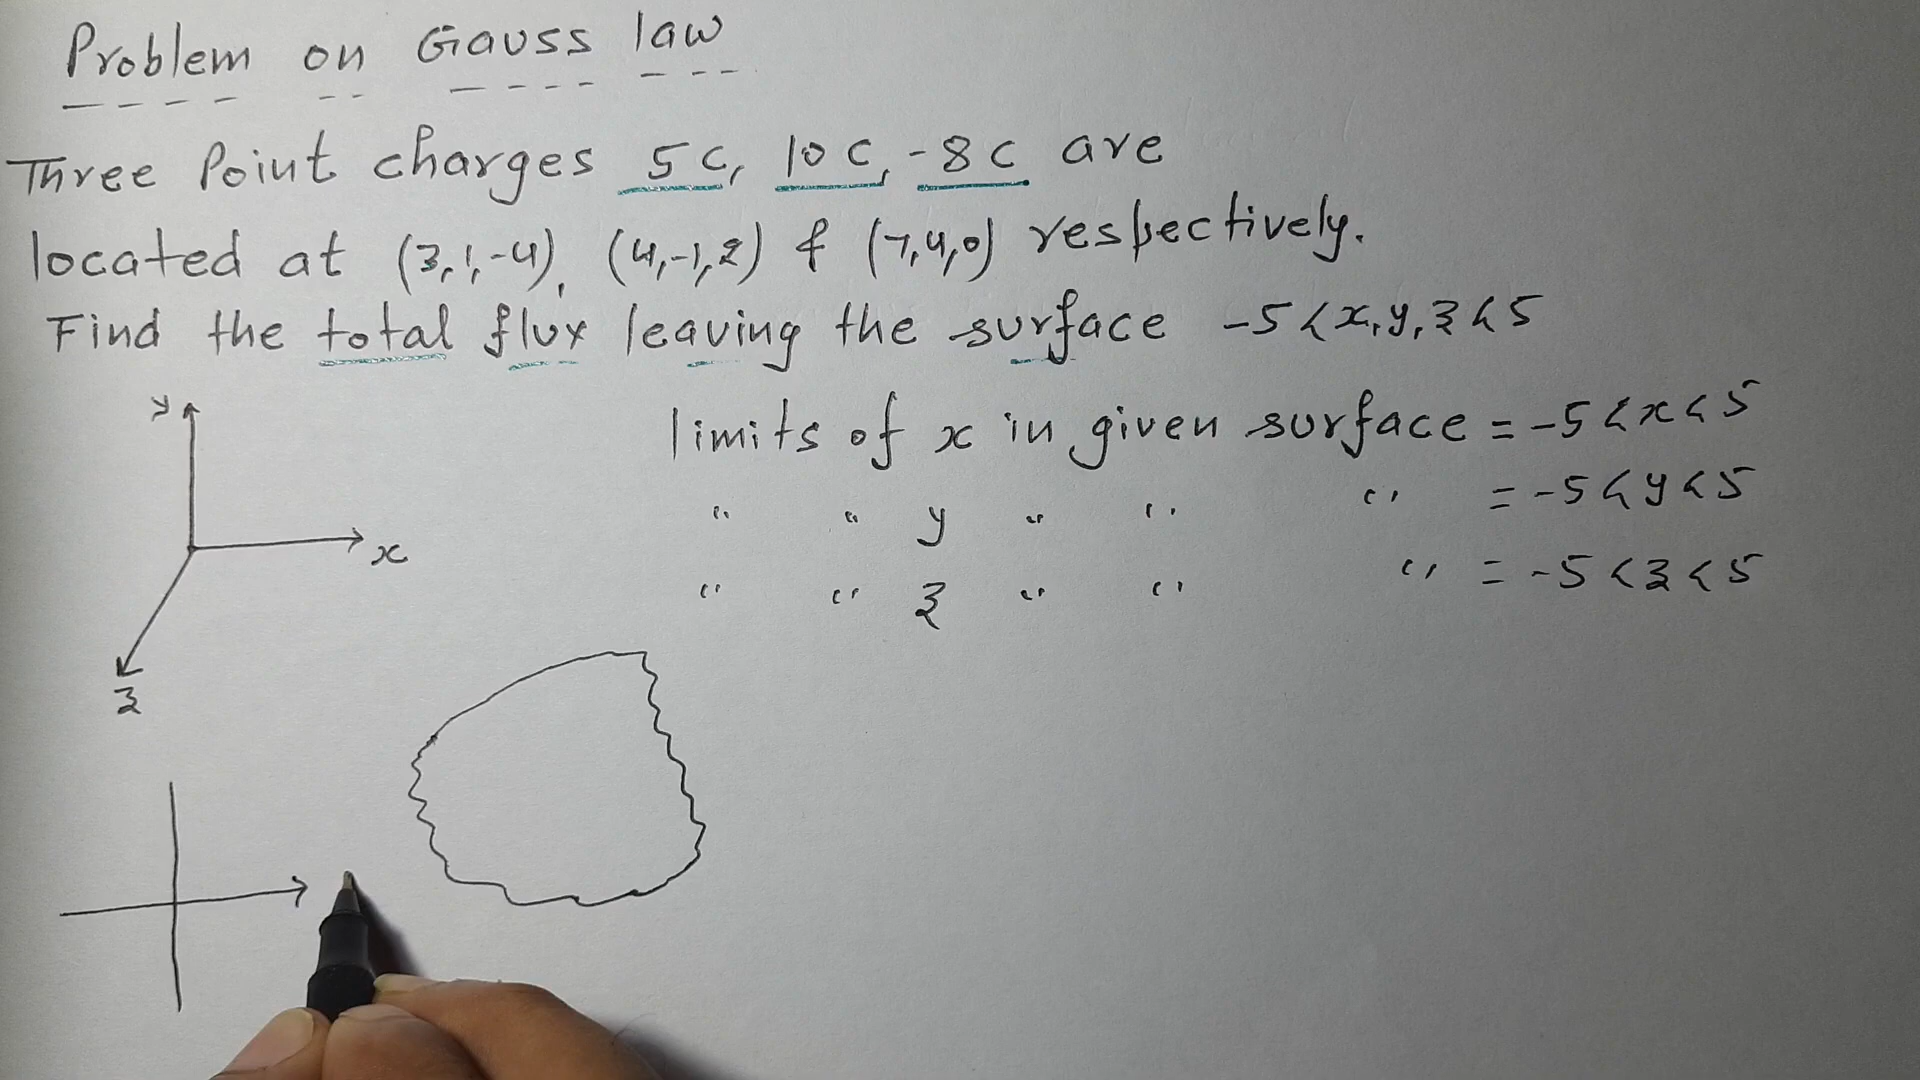 Problem on Gauss law
Three Point charges 5C, 10C, -8C are
located at (3,1,-4), (4,-1,2) & (7,4,0) respectively.
Find the total flux leaving the surface -5<x,y,z<5
limits of x in given surface = -5<x<5
" " y " " " = -5<y<5
" " z " " " = -5<z<5
y
x
z